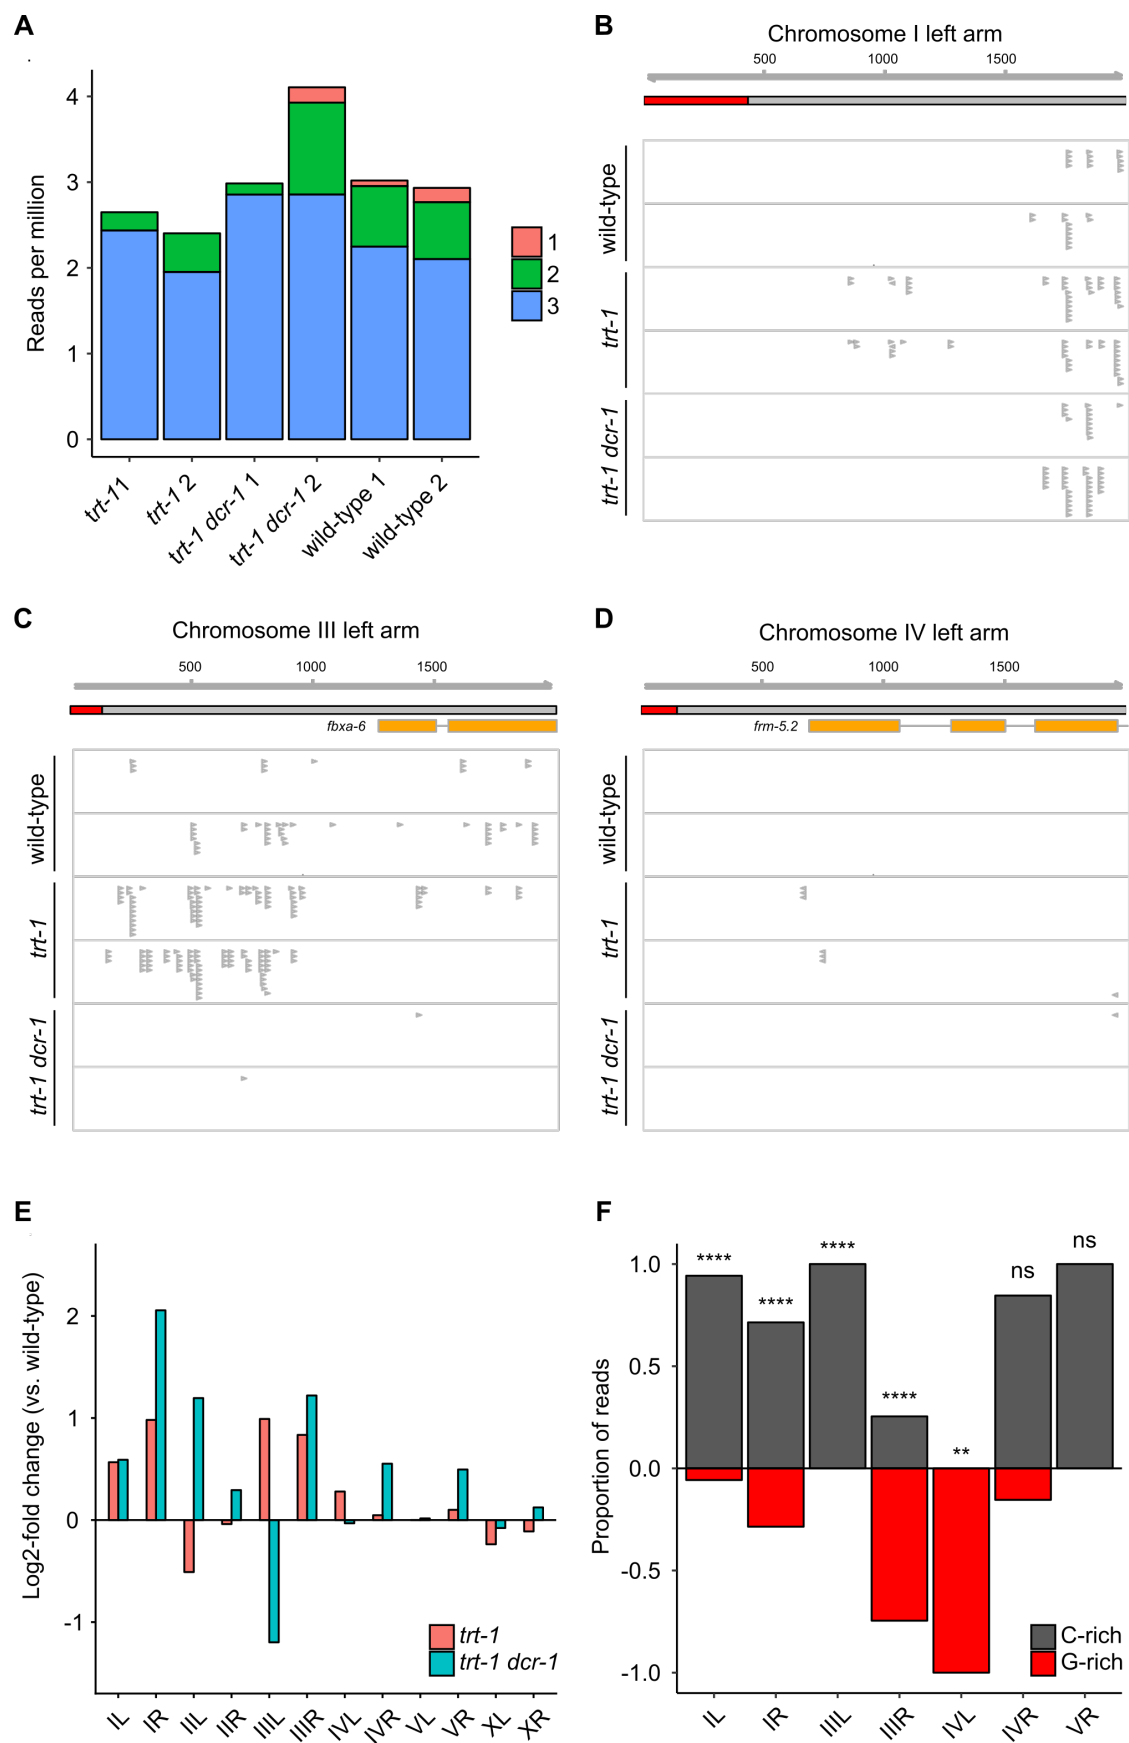 A
Reads per million
4
3
2
1
0
trt-11
trt-1 2
trt-1 dcr-1 1
trt-1 dcr-1 2
wild-type 1
wild-type 2
1
2
3
B
Chromosome I left arm
500
1000
1500
wild-type
trt-1
trt-1 dcr-1
C
Chromosome III left arm
500
1000
1500
fbxa-6
wild-type
trt-1
trt-1 dcr-1
D
Chromosome IV left arm
500
1000
1500
frm-5.2
wild-type
trt-1
trt-1 dcr-1
E
Log2-fold change (vs. wild-type)
2
1
0
-1
trt-1
trt-1 dcr-1
IL
IR
IIL
IIR
IIIL
IIIR
IVL
IVR
VL
VR
XL
XR
F
Proportion of reads
1.0
0.5
0.0
-0.5
-1.0
****
****
****
****
**
ns
ns
C-rich
G-rich
IL
IR
IIIL
IIIR
IVL
IVR
VR